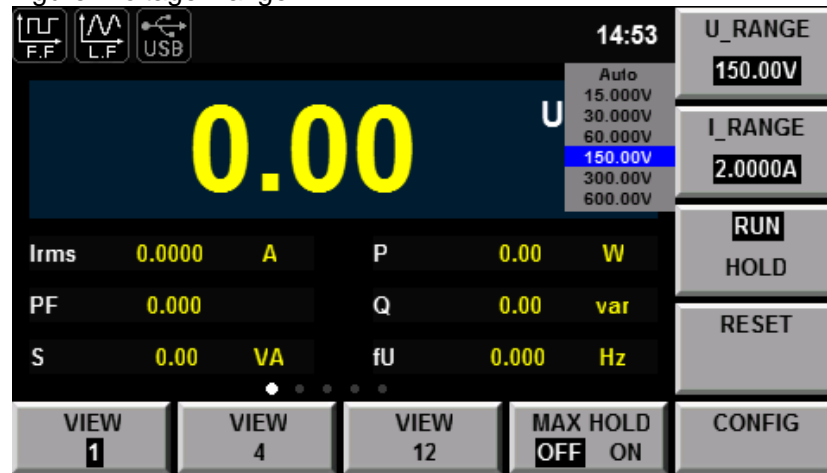 F.F L.F USB 14:53
U_RANGE
150.00V
Auto
15.000V
30.000V
60.000V
150.00V
300.00V
600.00V
0.00 U
I_RANGE
2.0000A
RUN
HOLD
Irms 0.0000 A P 0.00 W
PF 0.000 Q 0.00 var
S 0.00 VA fU 0.000 Hz
RESET
VIEW
1
VIEW
4
VIEW
12
MAX HOLD
OFF ON
CONFIG